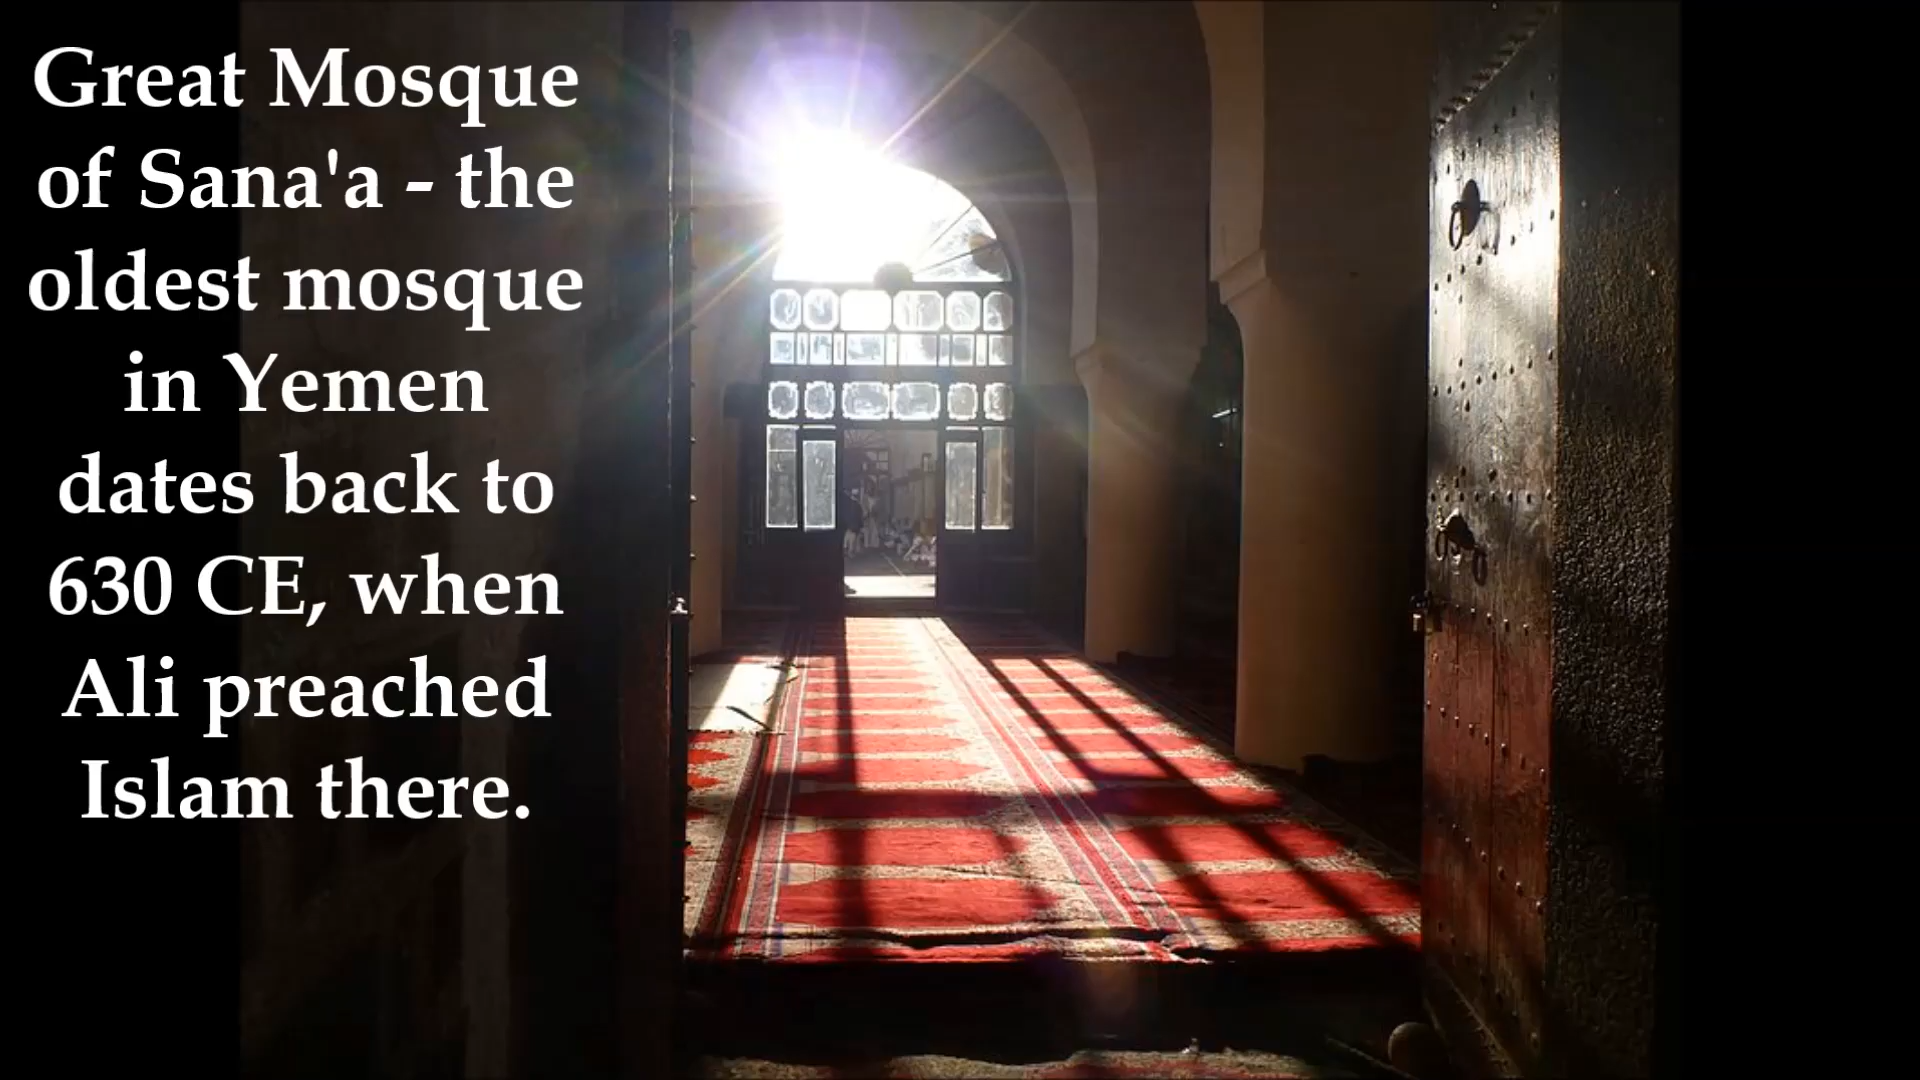 Great Mosque
of Sana'a - the
oldest mosque
in Yemen
dates back to
630 CE, when
Ali preached
Islam there.